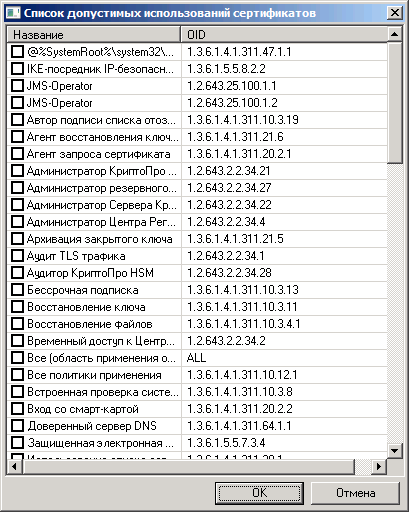 Список допустимых использований сертификатов
Название OID
@%SystemRoot%\system32\... 1.3.6.1.4.1.311.47.1.1
IKE-посредник IP-безопасн... 1.3.6.1.5.5.8.2.2
JMS-Operator 1.2.643.25.100.1.1
JMS-Operator 1.2.643.25.100.1.2
Автор подписи списка отоз... 1.3.6.1.4.1.311.10.3.19
Агент восстановления ключ... 1.3.6.1.4.1.311.21.6
Агент запроса сертификата 1.3.6.1.4.1.311.20.2.1
Администратор КриптоПро ... 1.2.643.2.2.34.21
Администратор резервного... 1.2.643.2.2.34.27
Администратор Сервера Кр... 1.2.643.2.2.34.22
Администратор Центра Рег... 1.2.643.2.2.34.4
Архивация закрытого ключа 1.3.6.1.4.1.311.21.5
Аудит TLS трафика 1.2.643.2.2.34.1
Аудитор КриптоПро HSM 1.2.643.2.2.34.28
Бессрочная подписка 1.3.6.1.4.1.311.10.3.13
Восстановление ключа 1.3.6.1.4.1.311.10.3.11
Восстановление файлов 1.3.6.1.4.1.311.10.3.4.1
Временный доступ к Центр... 1.2.643.2.2.34.2
Все (область применения о... ALL
Все политики применения 1.3.6.1.4.1.311.10.12.1
Встроенная проверка систе... 1.3.6.1.4.1.311.10.3.8
Вход со смарт-картой 1.3.6.1.4.1.311.20.2.2
Доверенный сервер DNS 1.3.6.1.4.1.311.64.1.1
Защищенная электронная ... 1.3.6.1.5.5.7.3.4
OK Отмена